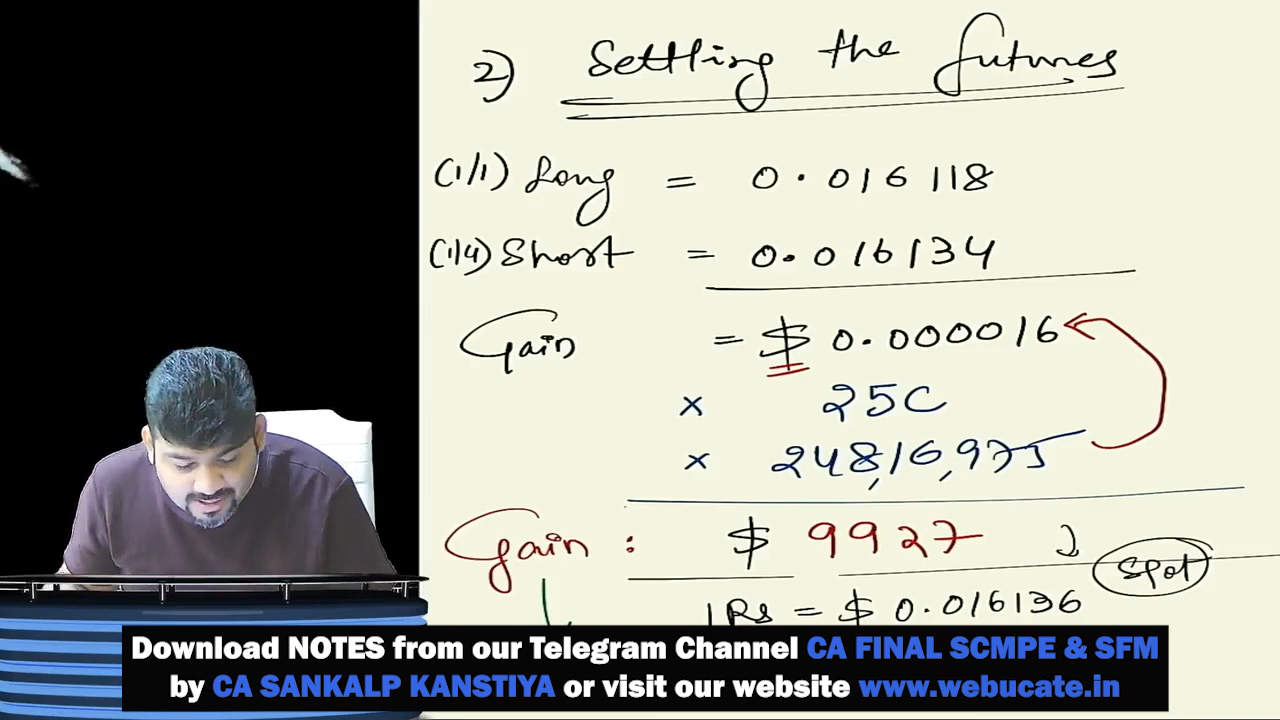 2) Settling the futures
(1/1) Long = 0.016118
(1/4) Short = 0.016134
Gain = $ 0.000016
× 25C
× 248,16,975
Gain : $ 9927
Spot
1Rs = $ 0.016136
Download NOTES from our Telegram Channel CA FINAL SCMPE & SFM
by CA SANKALP KANSTIYA or visit our website www.webucate.in